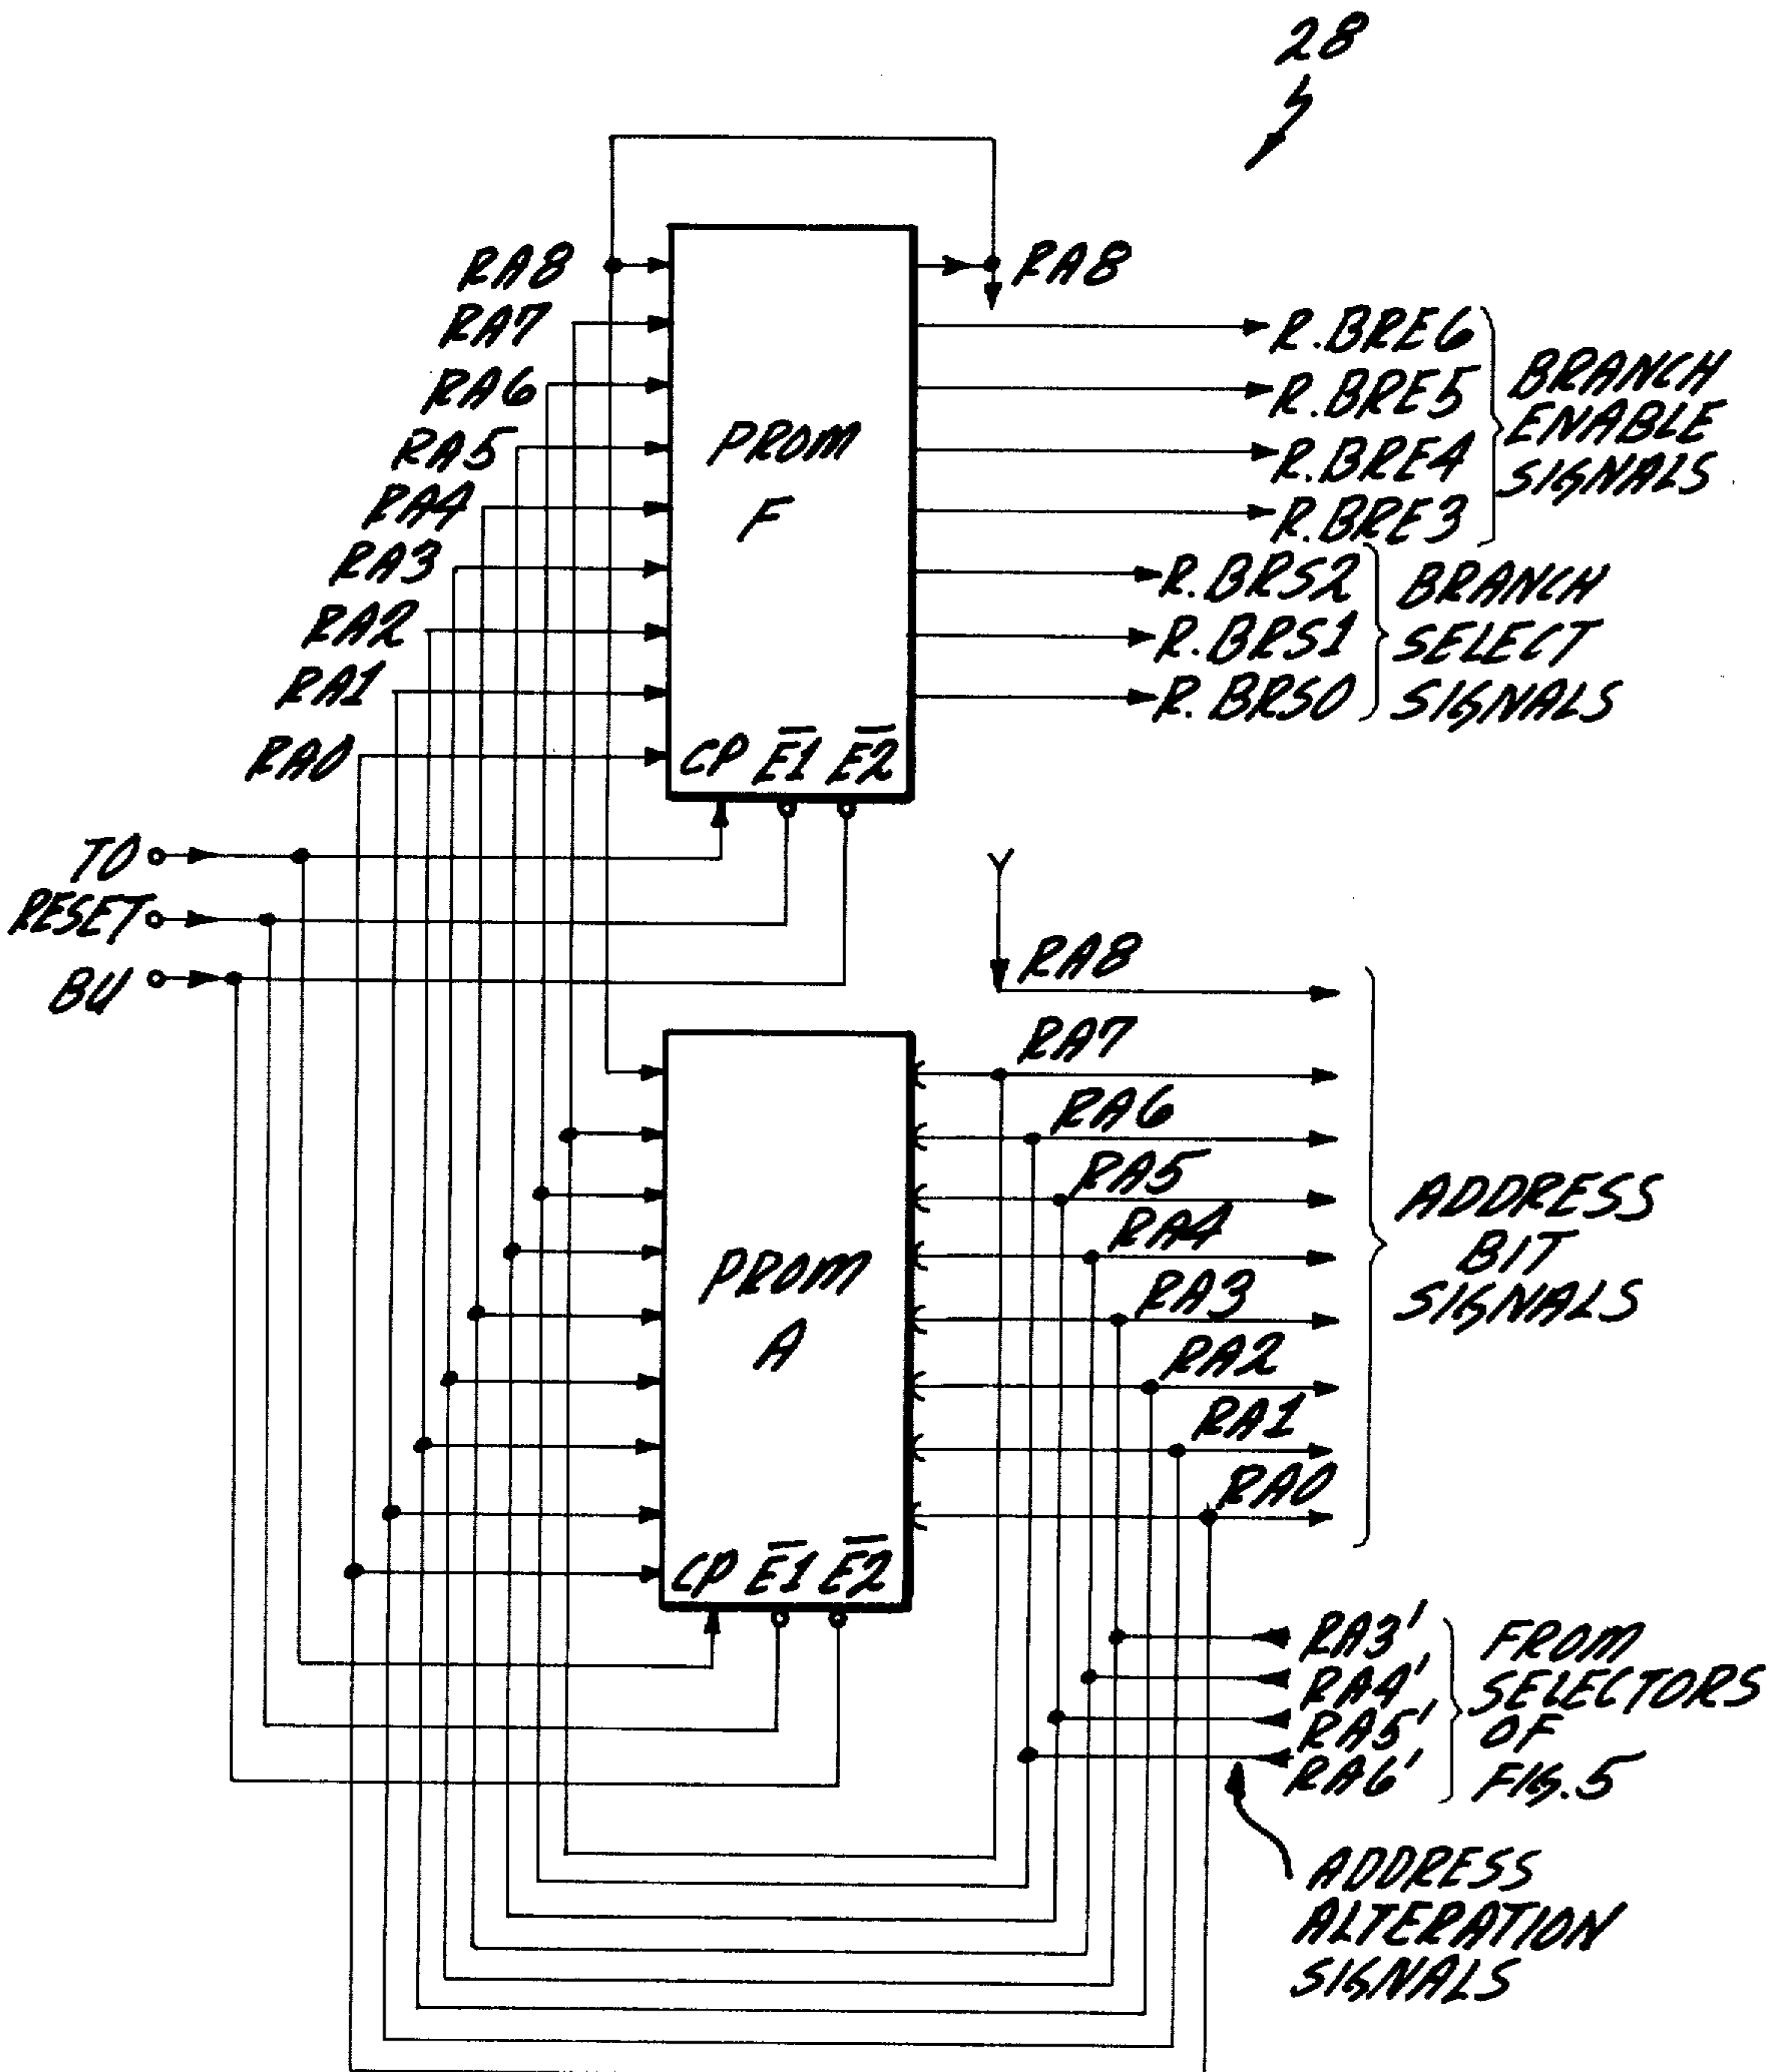 28
RA8
RA7
RA6
RA5
RA4
RA3
RA2
RA1
RA0
PROM
F
CP E1 E2
RA8
R.BRE6
R.BRE5
R.BRE4
R.BRE3
BRANCH
ENABLE
SIGNALS
R.BRS2
R.BRS1
R.BRS0
BRANCH
SELECT
SIGNALS
T0
RESET
BU
PROM
A
CP E1 E2
RA8
RA7
RA6
RA5
RA4
RA3
RA2
RA1
RA0
ADDRESS
BIT
SIGNALS
RA3'
RA4'
RA5'
RA6'
FROM
SELECTORS
OF
FIG.5
ADDRESS
ALTERATION
SIGNALS